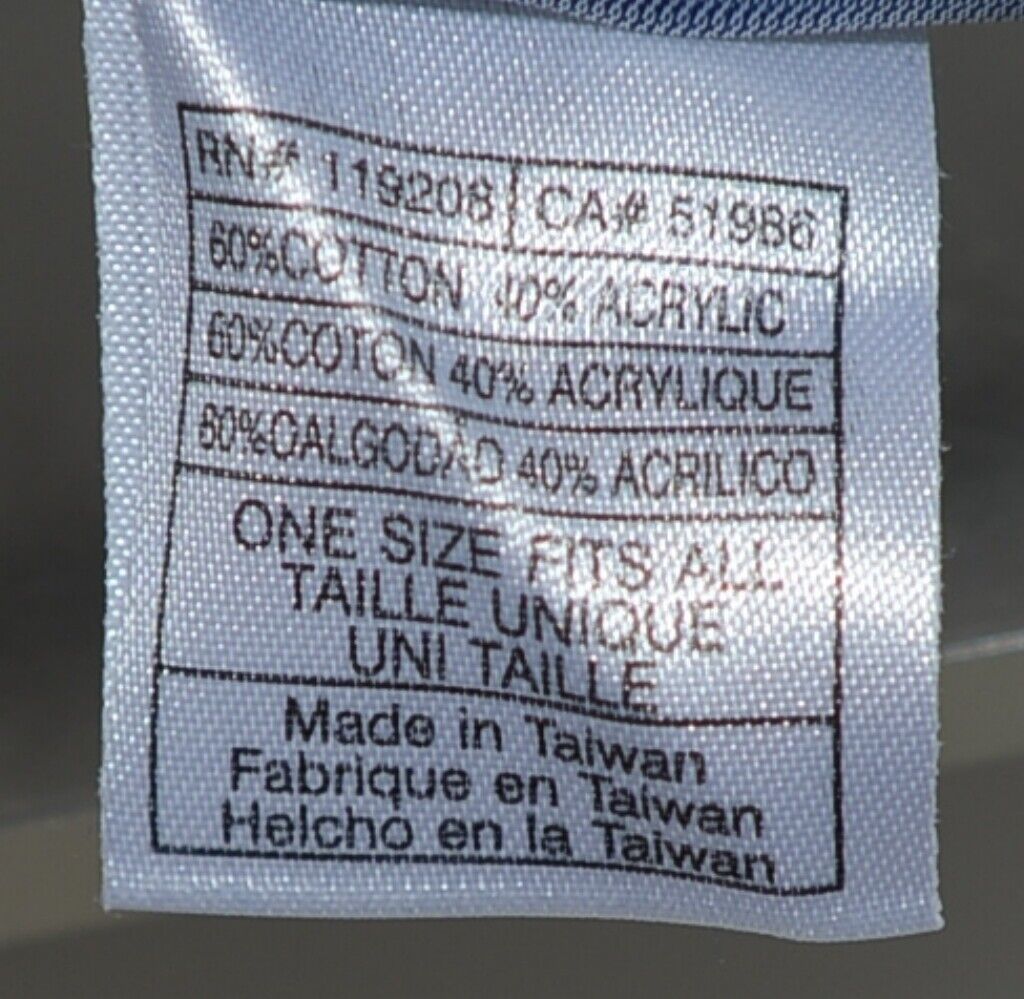 RN# 119208 CA# 51986
60%COTTON 40% ACRYLIC
60%COTON 40% ACRYLIQUE
60%OALGODAD 40% ACRILICO
ONE SIZE FITS ALL
TAILLE UNIQUE
UNI TAILLE
Made in Taiwan
Fabrique en Taiwan
Helcho en la Taiwan